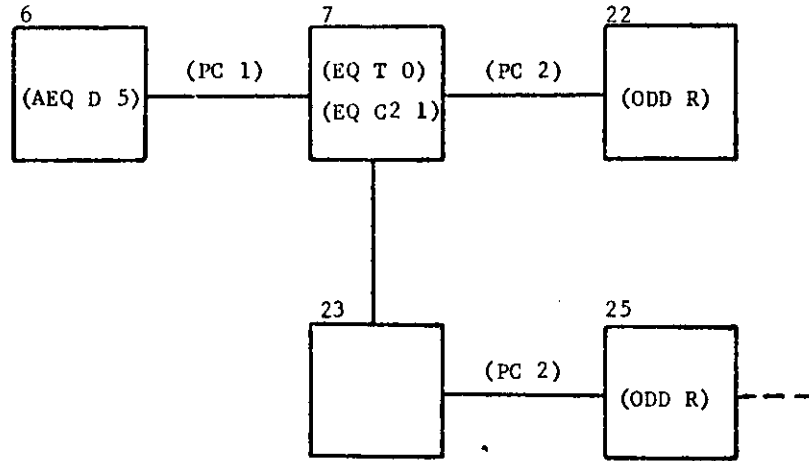 6
7
22
(AEQ D 5)
(PC 1)
(EQ T 0)
(EQ C2 1)
(PC 2)
(ODD R)
23
25
(PC 2)
(ODD R)